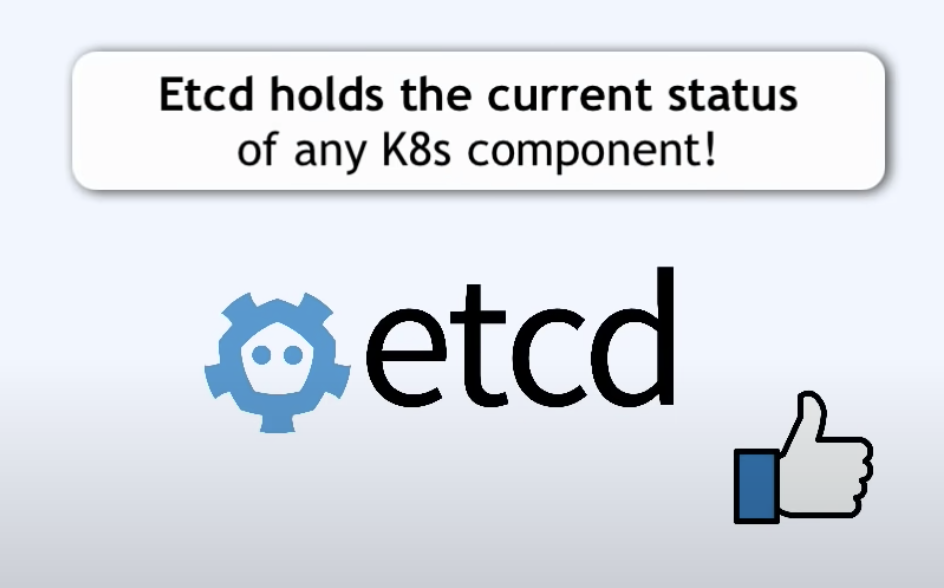 Etcd holds the current status
of any K8s component!
etcd